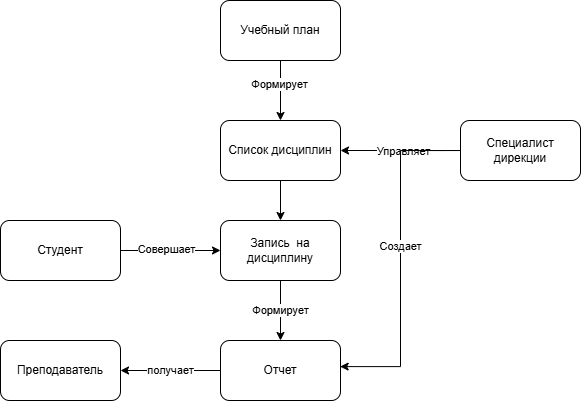 Учебный план
Формирует
Список дисциплин
Управляет
Специалист
дирекции
Студент
Совершает
Запись на
дисциплину
Создает
Формирует
Преподаватель
получает
Отчет